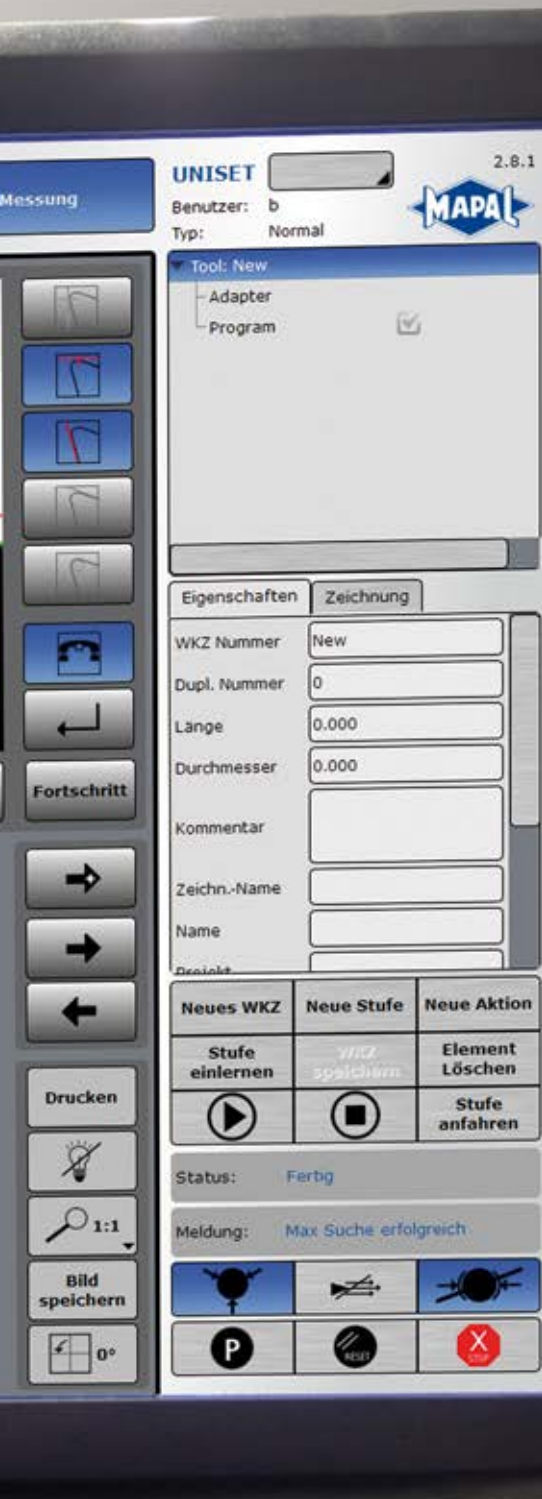 Messung
UNISET
2.8.1
Benutzer: b
MAPAL
Typ: Normal
Tool: New
Adapter
Program
Eigenschaften Zeichnung
WKZ Nummer New
Dupl. Nummer 0
Länge 0.000
Durchmesser 0.000
Fortschritt
Kommentar
Zeichn.-Name
Name
Projekt
Neues WKZ Neue Stufe Neue Aktion
Stufe einlernen WKZ speichern Element Löschen
Drucken
Stufe anfahren
Status: Fertig
1:1
Meldung: Max Suche erfolgreich
Bild speichern
0°
P RESET X STOP